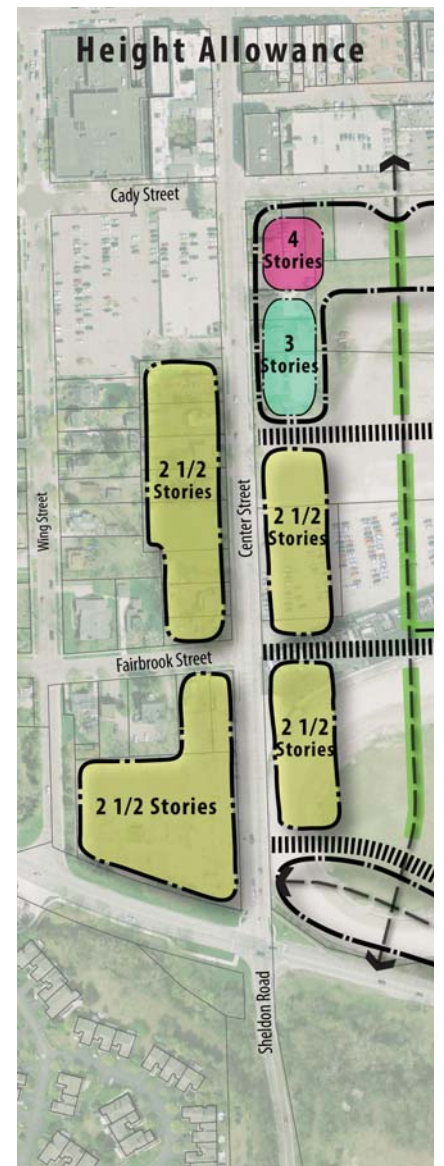 Height Allowance
Cady Street
4
Stories
3
Stories
2 1/2
Stories
Wing Street
Center Street
2 1/2
Stories
Fairbrook Street
2 1/2
Stories
2 1/2 Stories
Sheldon Road